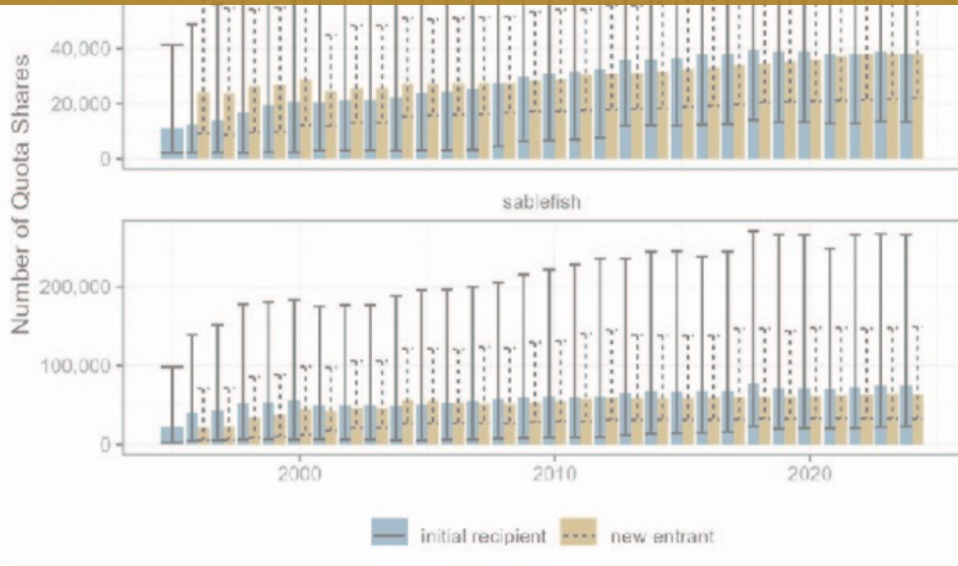 40,000
20,000
0
Number of Quota Shares
sablefish
200,000
100,000
0
2000
2010
2020
initial recipient
new entrant